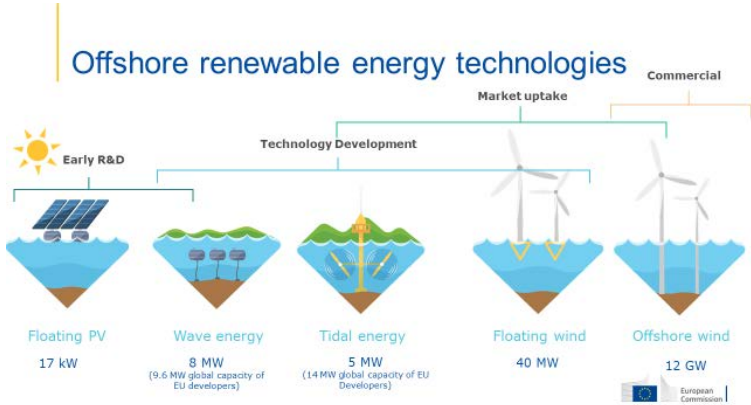 Offshore renewable energy technologies
Commercial
Market uptake
Technology Development
Early R&D
Floating PV
17 kW
Wave energy
8 MW
(9.6 MW global capacity of
EU developers)
Tidal energy
5 MW
(14 MW global capacity of EU
Developers)
Floating wind
40 MW
Offshore wind
12 GW
European
Commission